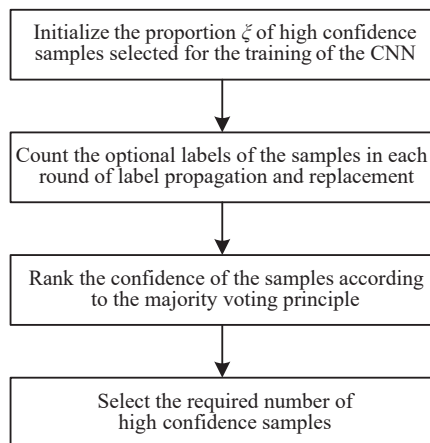 Initialize the proportion ξ of high confidence
samples selected for the training of the CNN
Count the optional labels of the samples in each
round of label propagation and replacement
Rank the confidence of the samples according
to the majority voting principle
Select the required number of
high confidence samples